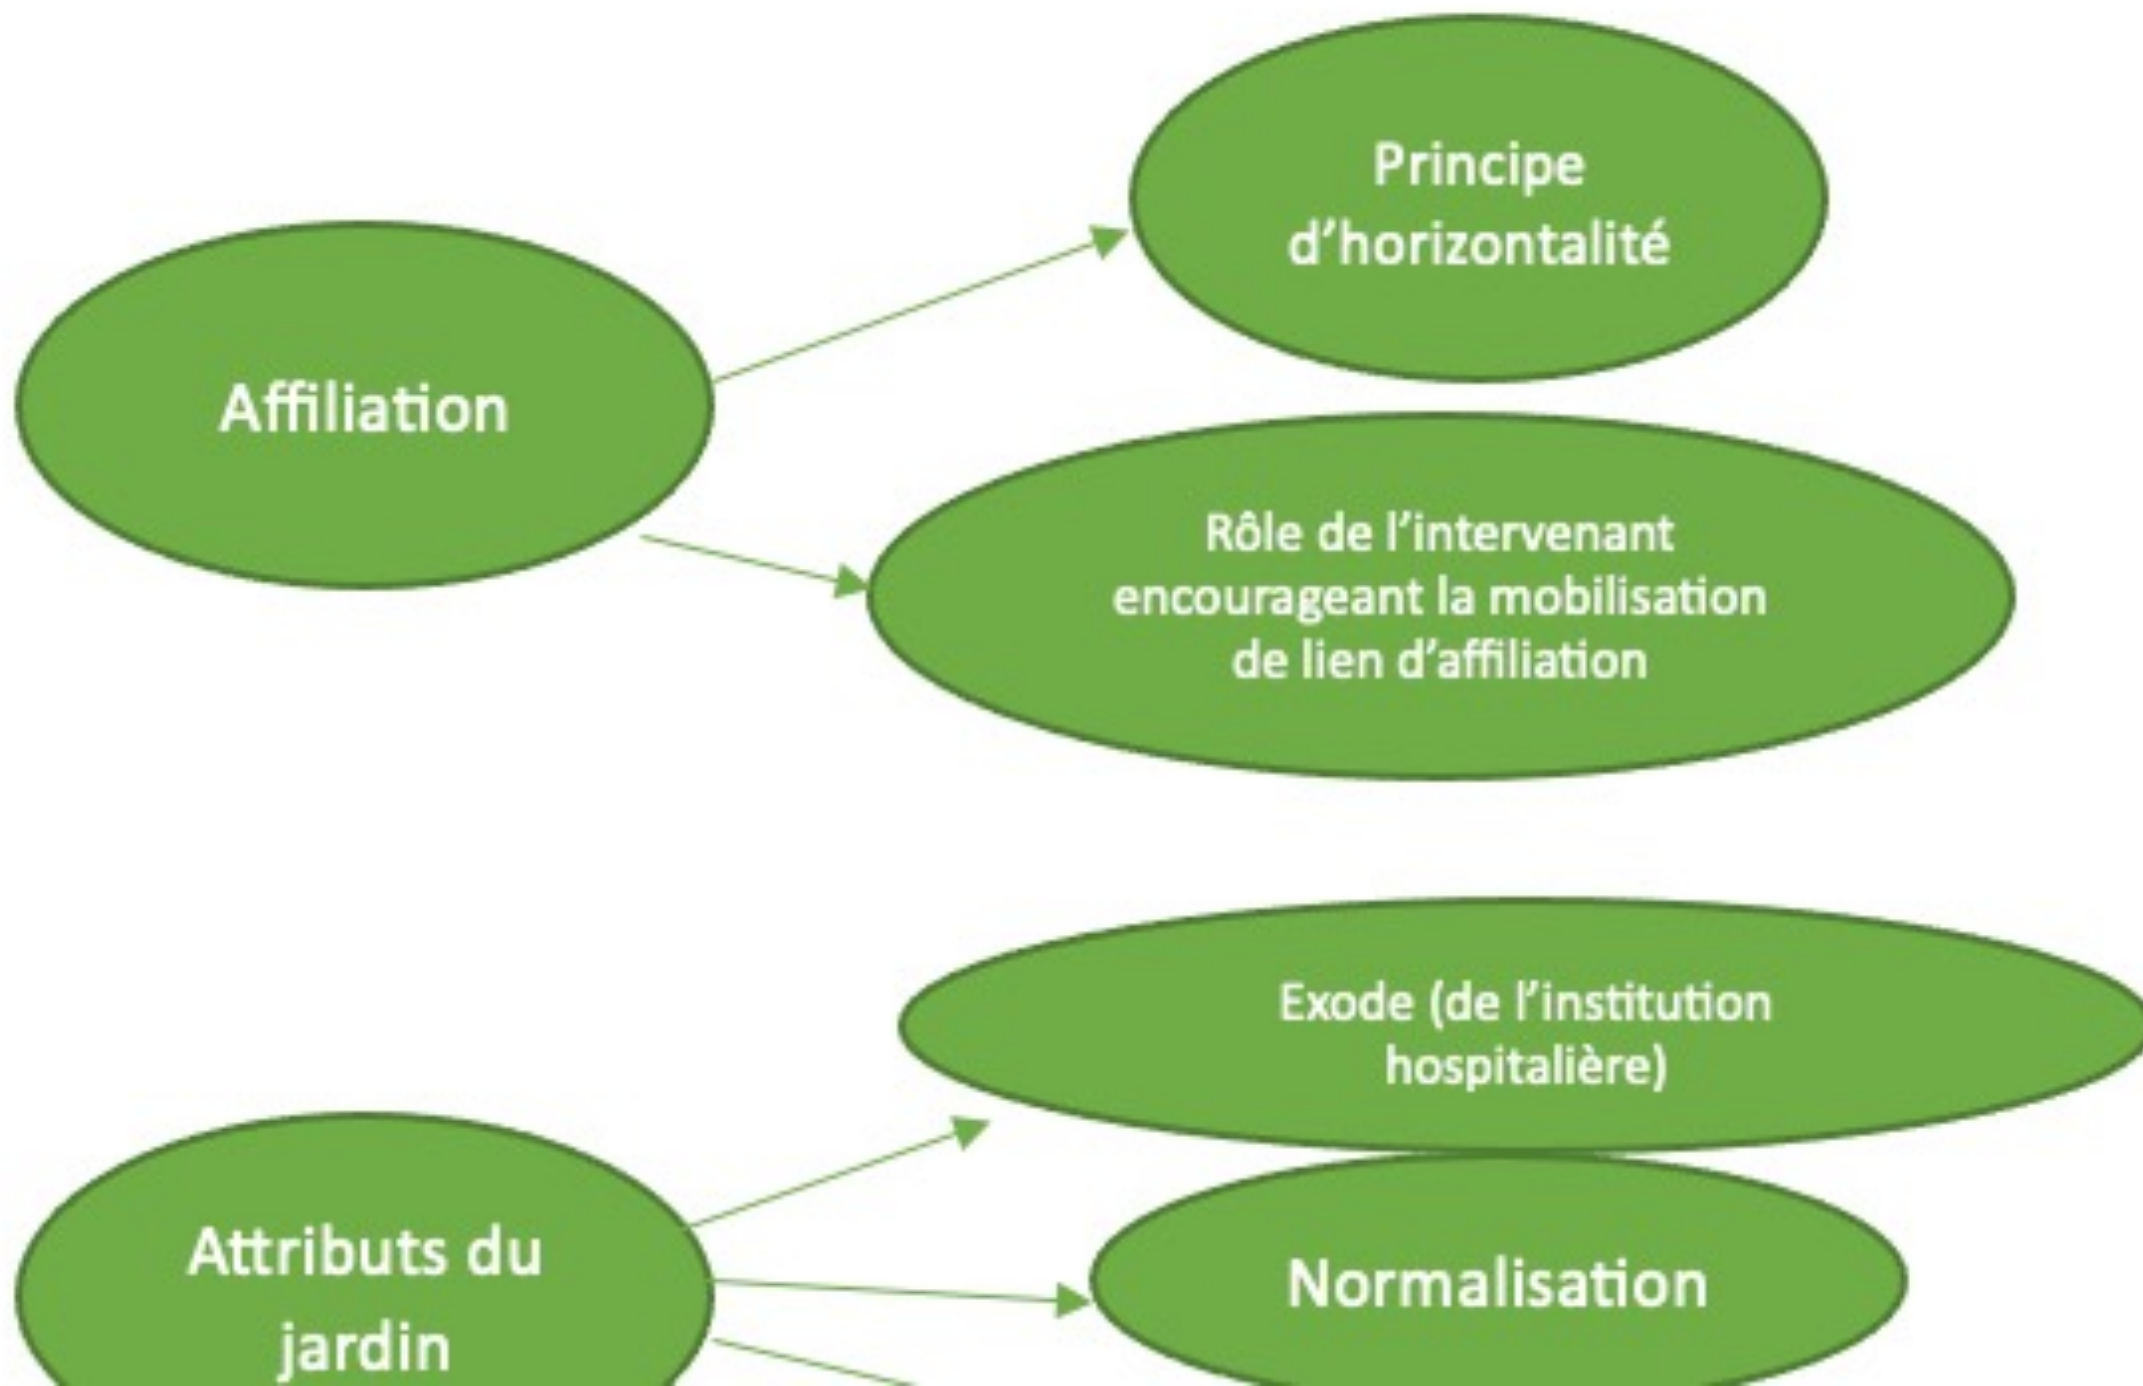 Principe
d’horizontalité
Affiliation
Rôle de l’intervenant
encourageant la mobilisation
de lien d’affiliation
Exode (de l’institution
hospitalière)
Attributs du
jardin
Normalisation